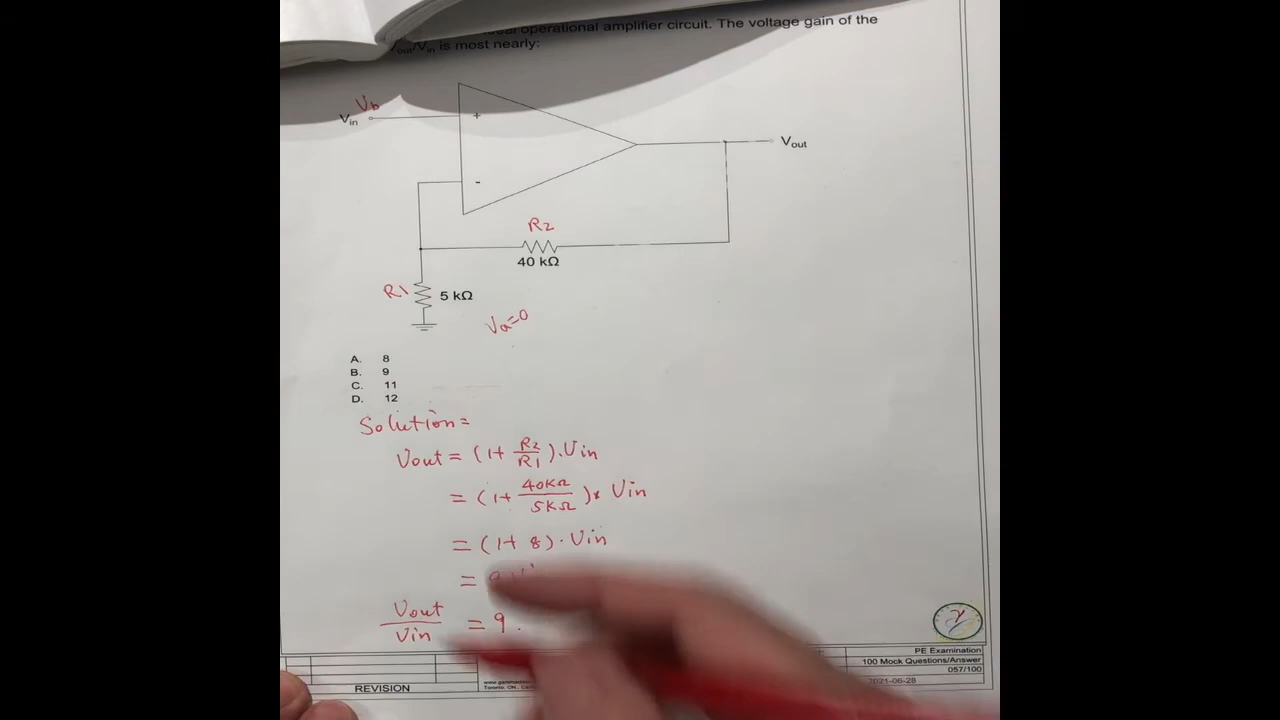 operational amplifier circuit. The voltage gain of the
Vout/Vin is most nearly:
Vb
Vin
+
Vout
-
R2
40 kΩ
R1
5 kΩ
Va=0
A. 8
B. 9
C. 11
D. 12
Solution=
Vout = (1+ R2/R1).Vin
= (1+ 40KΩ/5KΩ)* Vin
= (1+ 8) · Vin
=
Vout/Vin = 9.
PE Examination
100 Mock Questions/Answer
057/100
REVISION
2021-06-28